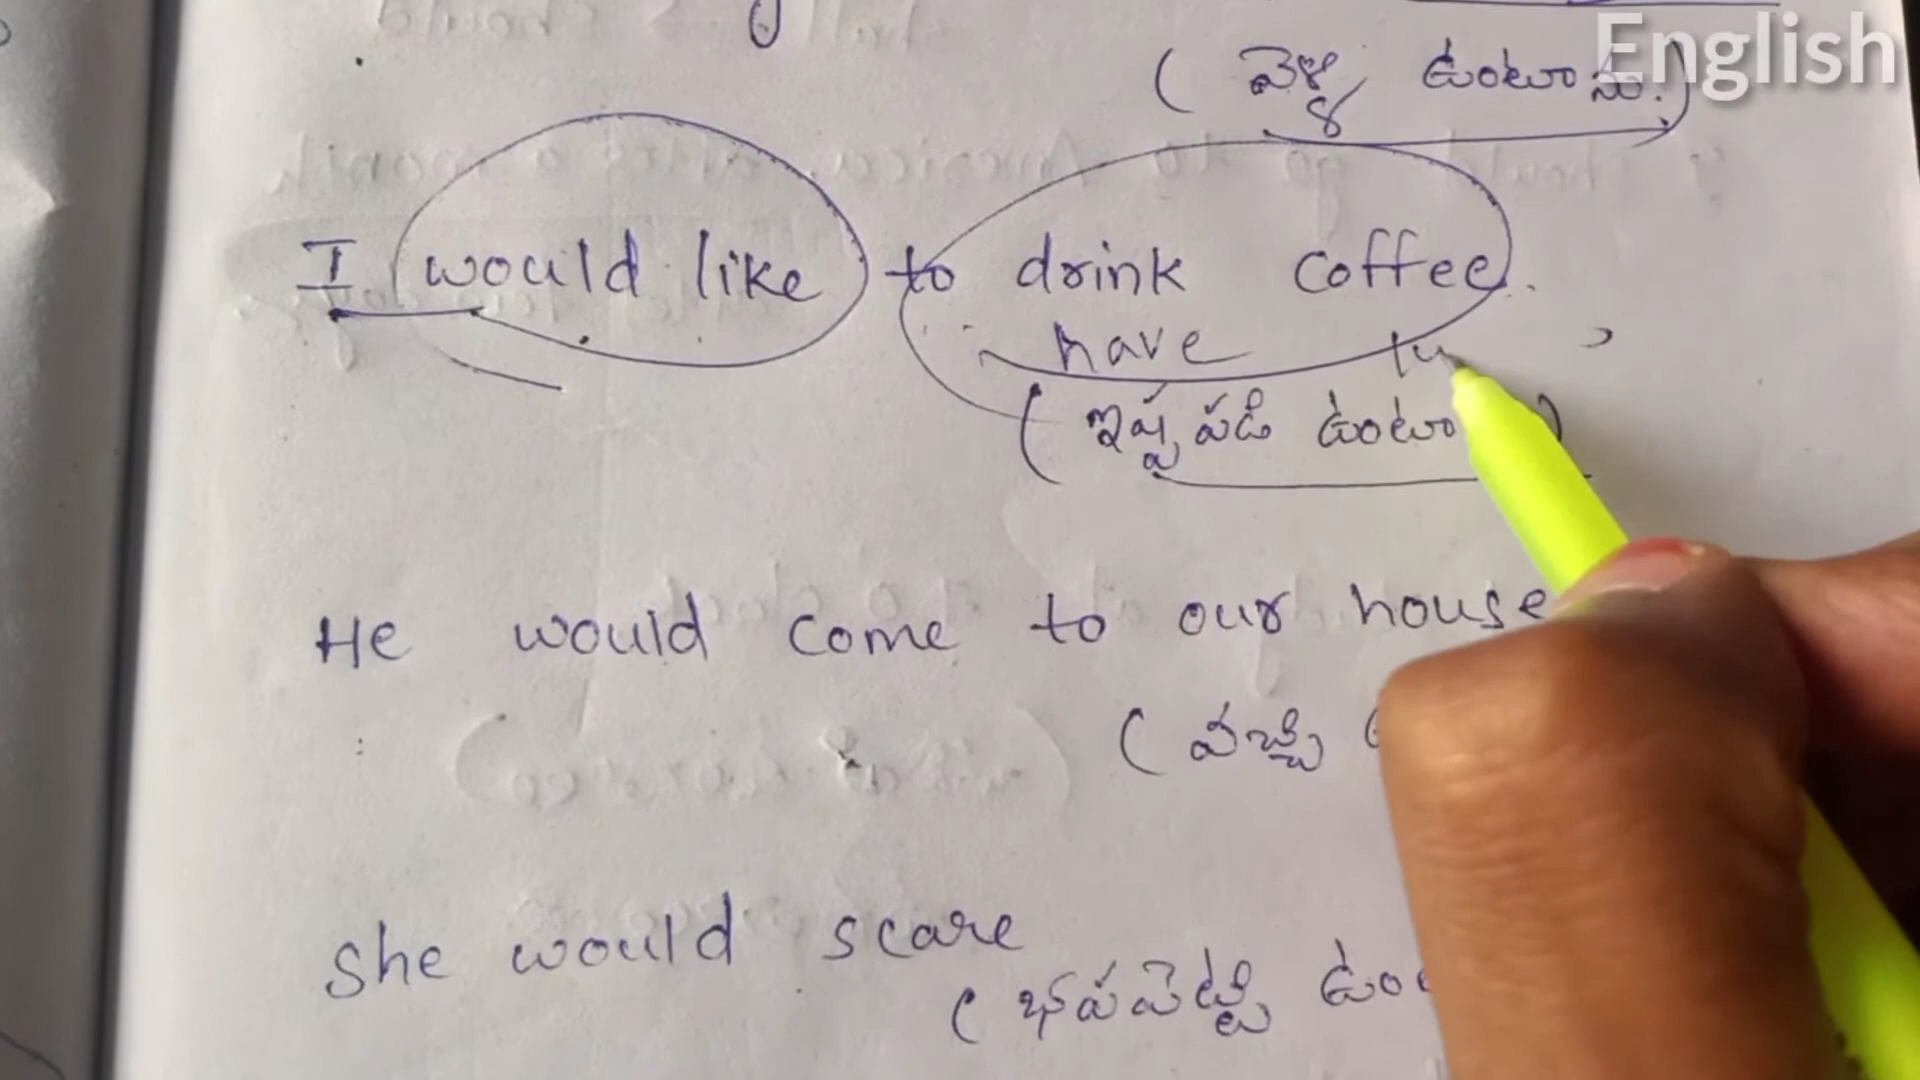 English
( వెళ్ళి ఉంటాను.)
I would like to drink coffee.
have
( ఇష్టపడి ఉంటా )
He would come to our house
( వచ్చి
She would scare
( భయపెట్టి ఉం